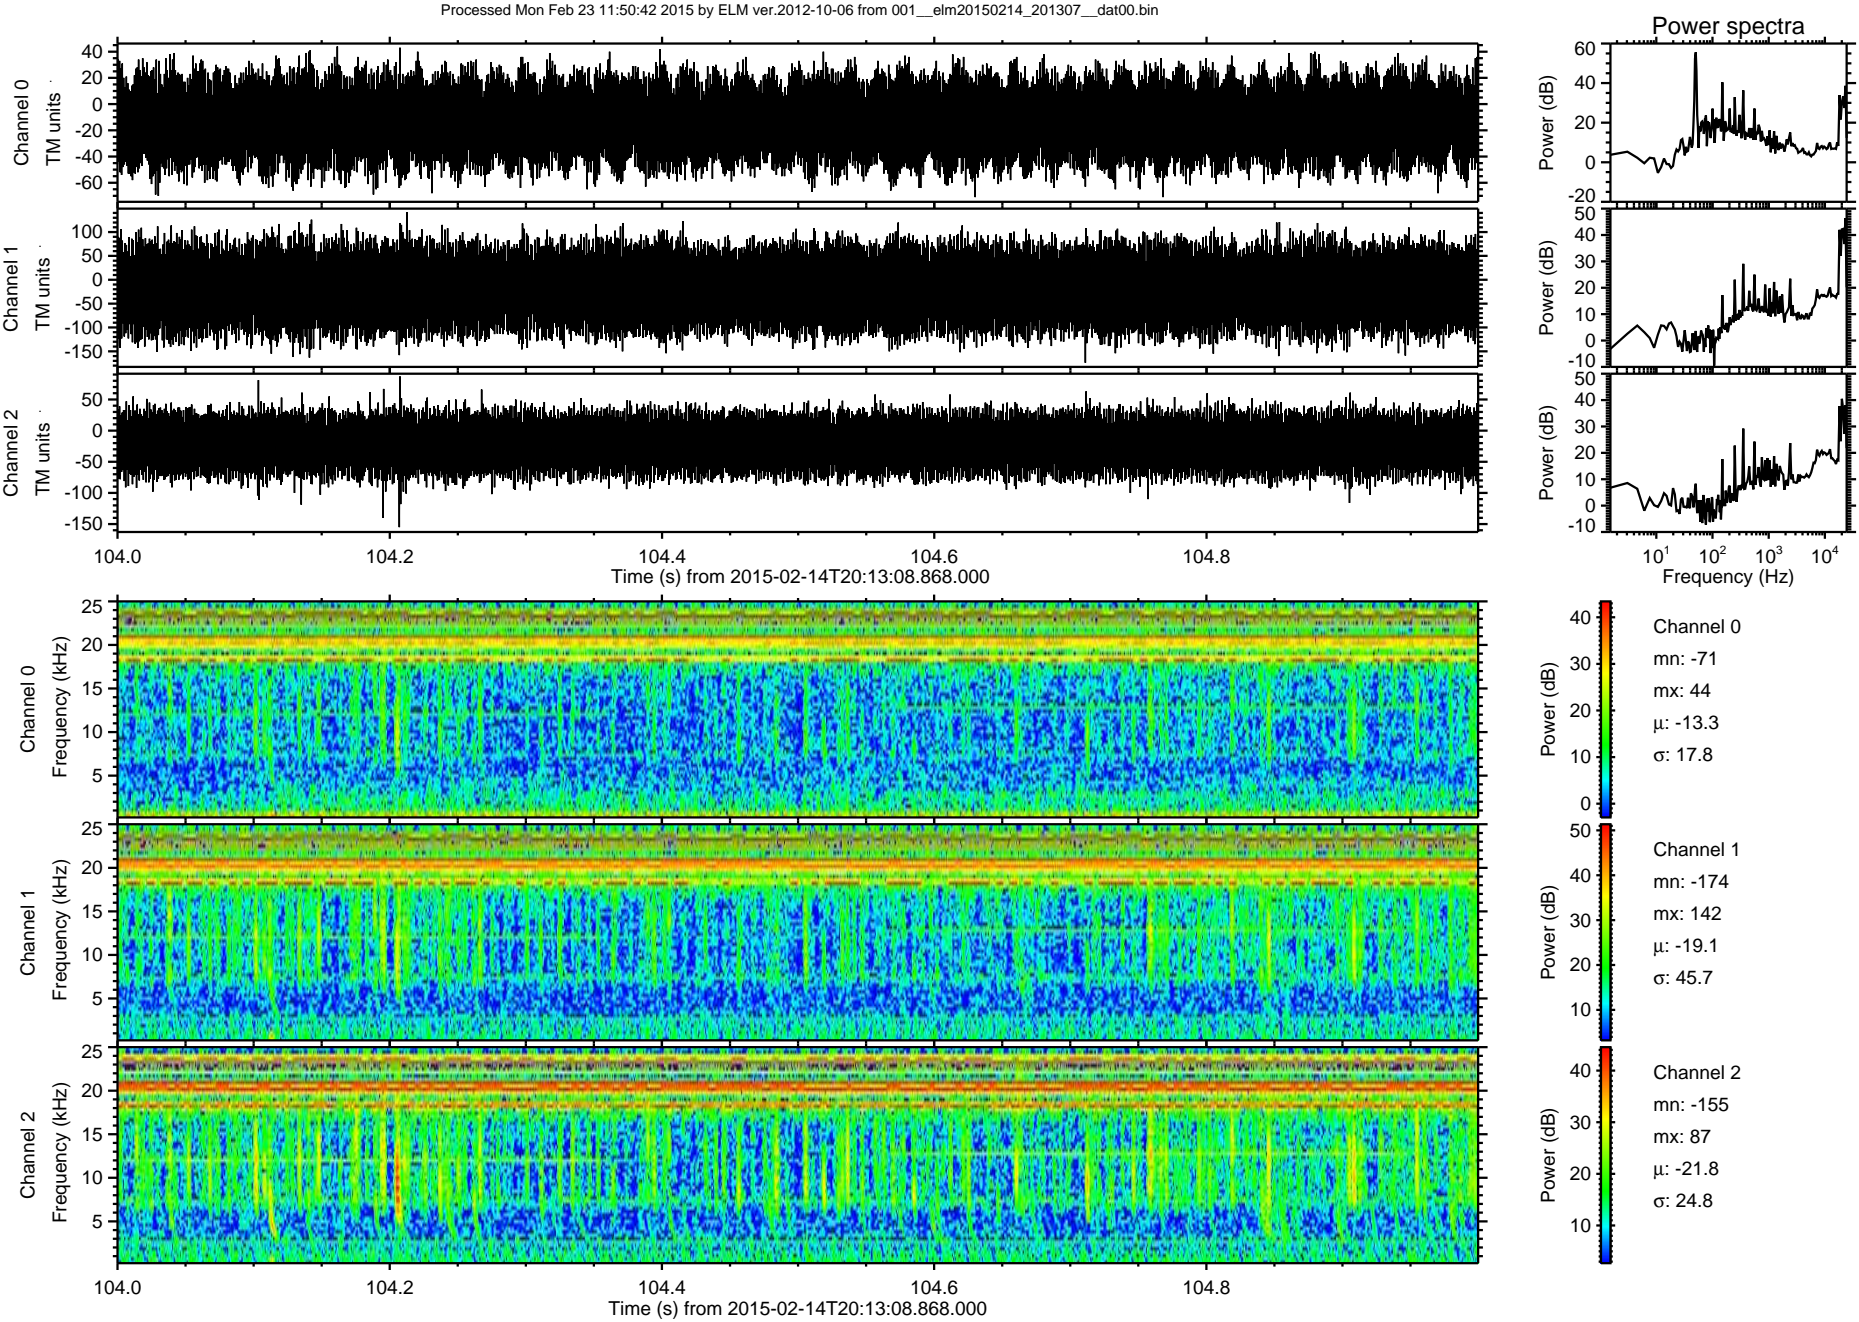 Processed Mon Feb 23 11:50:42 2015 by ELM ver.2012-10-06 from 001__elm20150214_201307__dat00.bin
Power spectra
Channel 0
TM units
40
20
0
-20
-40
-60
Power (dB)
60
40
20
0
-20
Channel 1
TM units
100
50
0
-50
-100
-150
Power (dB)
50
40
30
20
10
0
-10
Channel 2
TM units
50
0
-50
-100
-150
Power (dB)
50
40
30
20
10
0
-10
104.0 104.2 104.4 104.6 104.8
Time (s) from 2015-02-14T20:13:08.868.000
10^1 10^2 10^3 10^4
Frequency (Hz)
Channel 0
Frequency (kHz)
25
20
15
10
5
Power (dB)
40
30
20
10
0
Channel 0
mn: -71
mx: 44
μ: -13.3
σ: 17.8
Channel 1
Frequency (kHz)
25
20
15
10
5
Power (dB)
50
40
30
20
10
Channel 1
mn: -174
mx: 142
μ: -19.1
σ: 45.7
Channel 2
Frequency (kHz)
25
20
15
10
5
Power (dB)
40
30
20
10
Channel 2
mn: -155
mx: 87
μ: -21.8
σ: 24.8
104.0 104.2 104.4 104.6 104.8
Time (s) from 2015-02-14T20:13:08.868.000